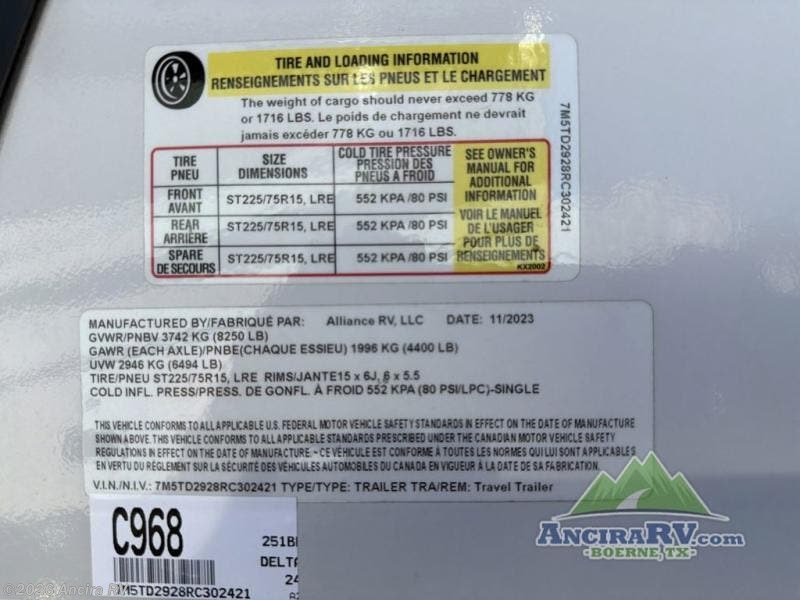 TIRE AND LOADING INFORMATION
RENSEIGNEMENTS SUR LES PNEUS ET LE CHARGEMENT
The weight of cargo should never exceed 778 KG
or 1716 LBS. Le poids de chargement ne devrait
jamais excéder 778 KG ou 1716 LBS.
TIRE
PNEU
SIZE
DIMENSIONS
COLD TIRE PRESSURE
PRESSION DES
PNEUS A FROID
FRONT
AVANT
ST225/75R15, LRE
552 KPA /80 PSI
REAR
ARRIÈRE
ST225/75R15, LRE
552 KPA /80 PSI
SPARE
DE SECOURS
ST225/75R15, LRE
552 KPA /80 PSI
SEE OWNER'S
MANUAL FOR
ADDITIONAL
INFORMATION
VOIR LE MANUEL
DE L'USAGER
POUR PLUS DE
RENSEIGNEMENTS
KX2002
7M5TD2928RC302421
MANUFACTURED BY/FABRIQUÉ PAR: Alliance RV, LLC DATE: 11/2023
GVWR/PNBV 3742 KG (8250 LB)
GAWR (EACH AXLE)/PNBE(CHAQUE ESSIEU) 1996 KG (4400 LB)
UVW 2946 KG (6494 LB)
TIRE/PNEU ST225/75R15, LRE RIMS/JANTE15 x 6J, 6 x 5.5
COLD INFL. PRESS/PRESS. DE GONFL. À FROID 552 KPA (80 PSI/LPC)-SINGLE
THIS VEHICLE CONFORMS TO ALL APPLICABLE U.S. FEDERAL MOTOR VEHICLE SAFETY STANDARDS IN EFFECT ON THE DATE OF MANUFACTURE
SHOWN ABOVE. THIS VEHICLE CONFORMS TO ALL APPLICABLE STANDARDS PRESCRIBED UNDER THE CANADIAN MOTOR VEHICLE SAFETY
REGULATIONS IN EFFECT ON THE DATE OF MANUFACTURE. ~ CE VÉHICULE EST CONFORME À TOUTES LES NORMES QUI LUI SONT APPLICABLES
EN VERTU DU RÈGLEMENT SUR LA SÉCURITÉ DES VÉHICULES AUTOMOBILES DU CANADA EN VIGUEUR À LA DATE DE SA FABRICATION.
V.I.N./N.I.V.: 7M5TD2928RC302421 TYPE/TYPE: TRAILER TRA/REM: Travel Trailer
C968
251B
DELTA
24
7M5TD2928RC302421
ANCIRARV.COM
BOERNE, TX
Ancira RV